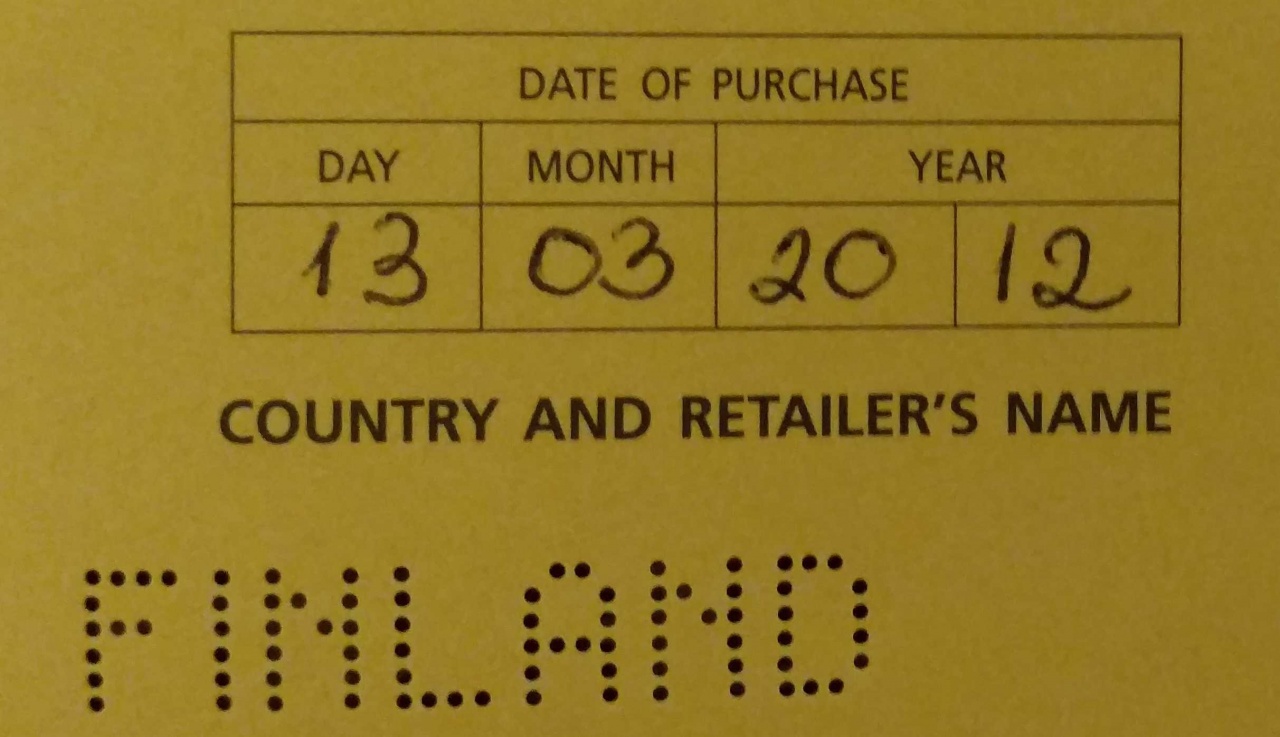 DATE OF PURCHASE
DAY MONTH YEAR
13 03 20 12
COUNTRY AND RETAILER'S NAME
FINLAND